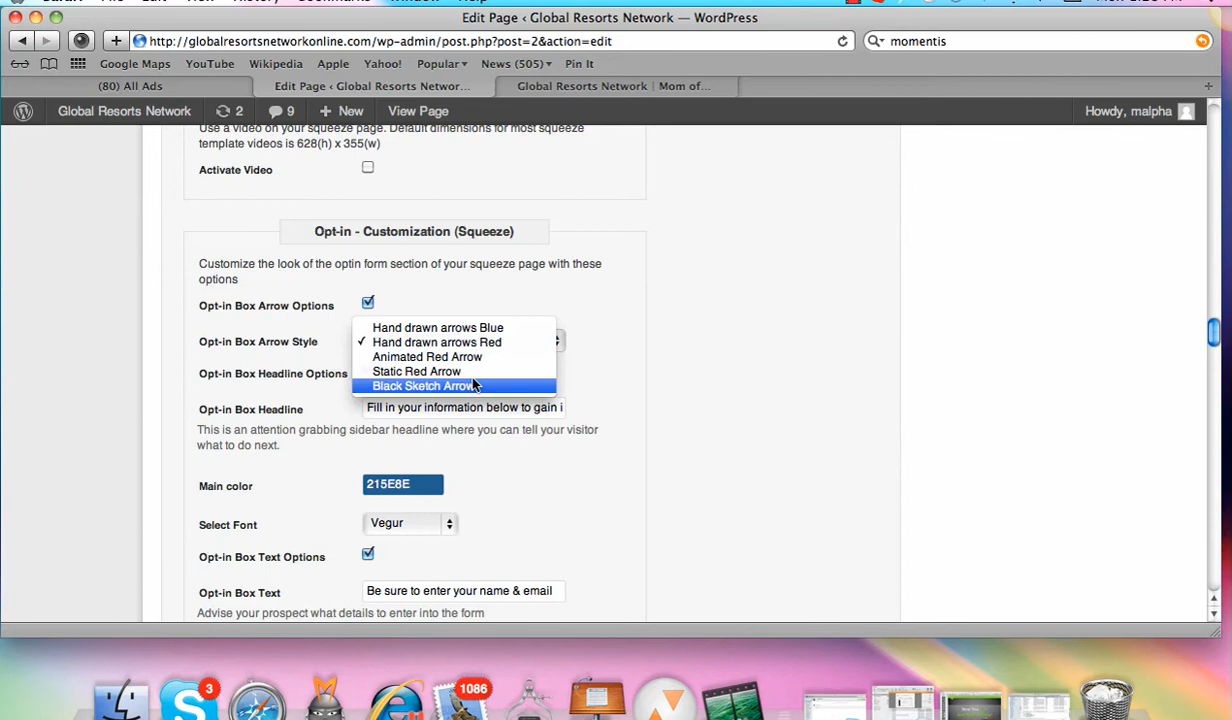 Edit Page ‹ Global Resorts Network — WordPress
http://globalresortsnetworkonline.com/wp-admin/post.php?post=2&action=edit
momentis
Google Maps YouTube Wikipedia Apple Yahoo! Popular▾ News (505)▾ Pin It
(80) All Ads
Edit Page ‹ Global Resorts Networ...
Global Resorts Network | Mom of...
Global Resorts Network 2 9 + New View Page Howdy, malpha
Use a video on your squeeze page. Default dimensions for most squeeze
template videos is 628(h) x 355(w)
Activate Video
Opt-in - Customization (Squeeze)
Customize the look of the optin form section of your squeeze page with these
options
Opt-in Box Arrow Options
Hand drawn arrows Blue
Opt-in Box Arrow Style ✓ Hand drawn arrows Red
Animated Red Arrow
Opt-in Box Headline Options Static Red Arrow
Black Sketch Arrow
Opt-in Box Headline Fill in your information below to gain i
This is an attention grabbing sidebar headline where you can tell your visitor
what to do next.
Main color 215E8E
Select Font Vegur
Opt-in Box Text Options
Opt-in Box Text Be sure to enter your name & email
Advise your prospect what details to enter into the form
3
1086